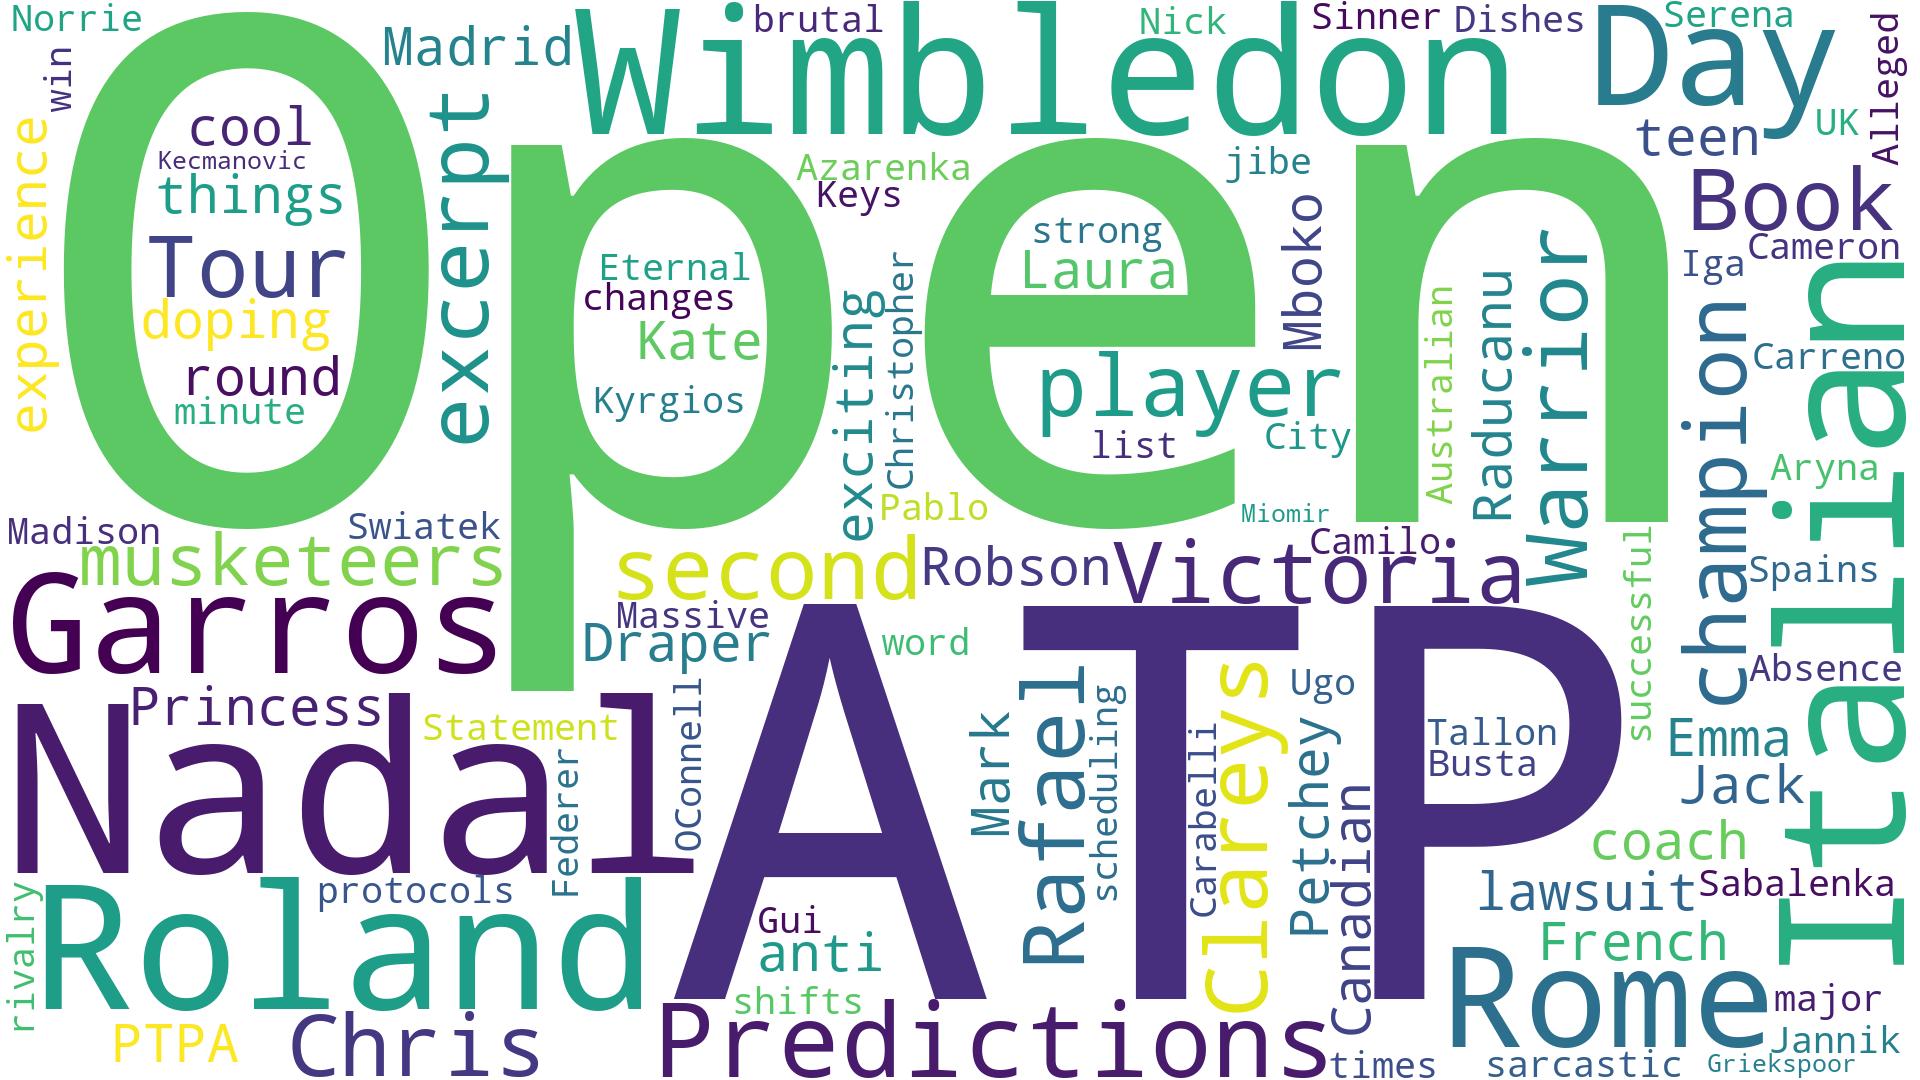 Norrie
Madrid
Wimbledon
brutal
Nick
Sinner
Dishes
Day
Serena
Alleged
win
UK
teen
cool
Kecmanovic
things
Tour
doping
round
minute
experience
excerpt
Open
Azarenka
Keys
jibe
Mboko
strong
Laura
Eternal
changes
Kate
Kyrgios
exciting
Christopher
player
list
City
Australian
Raducanu
Warrior
Book
Cameron
Iga
champion
Italian
Carreno
Aryna
Pablo
Miomir
Madison
Swiatek
musketeers
second
Robson
Victoria
Camilo
successful
Spains
Garros
Massive
Draper
word
ATP
Absence
Princess
Nadal
Statement
Federer
OConnell
Mark
Rafael
scheduling
Carabelli
Clareys
Ugo
Petchey
Canadian
Tallon
Busta
Emma
Jack
coach
lawsuit
Sabalenka
protocols
Roland
rivalry
Gui
anti
shifts
French
Rome
major
Jannik
PTPA
Chris
Predictions
times
sarcastic
Griekspoor